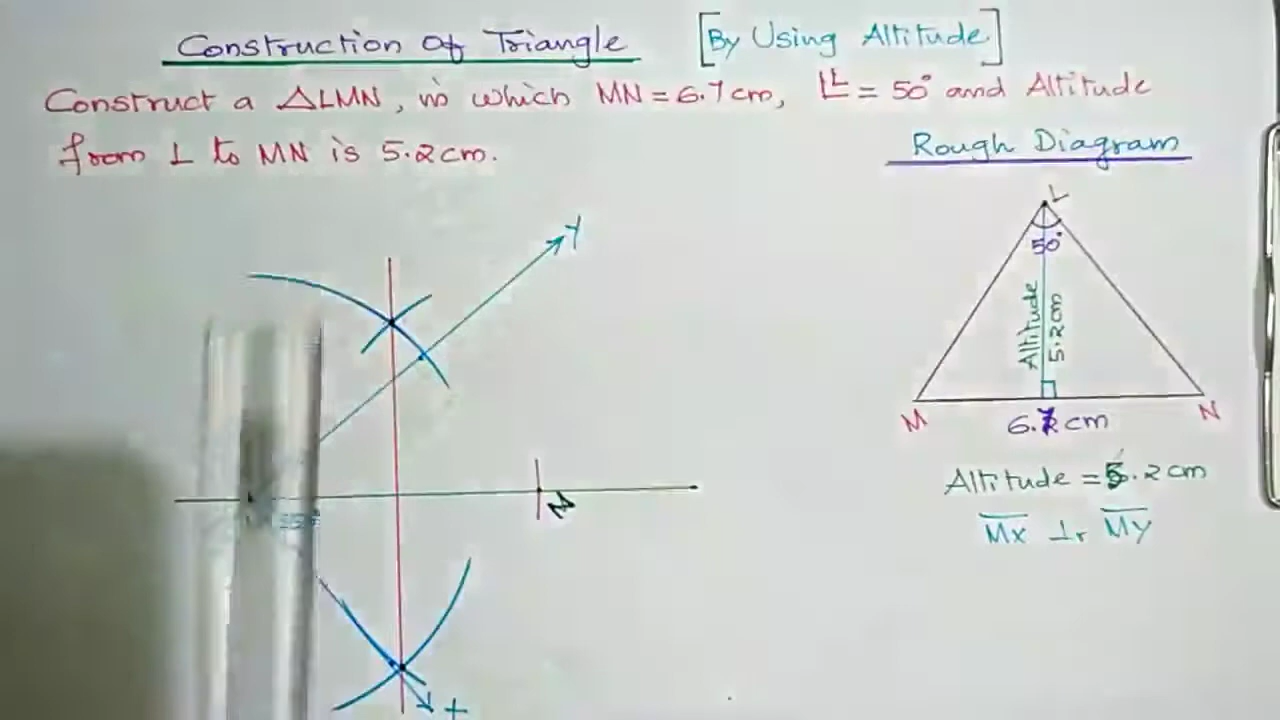 Construction Of Triangle [By Using Altitude]
Construct a △LMN, in which MN = 6.7 cm, ∠L = 50° and Altitude
from L to MN is 5.2 cm.
Rough Diagram
L
50°
Altitude
5.2cm
M
N
6.7 cm
Altitude = 5.2 cm
MX ⊥r MY
Y
N
X